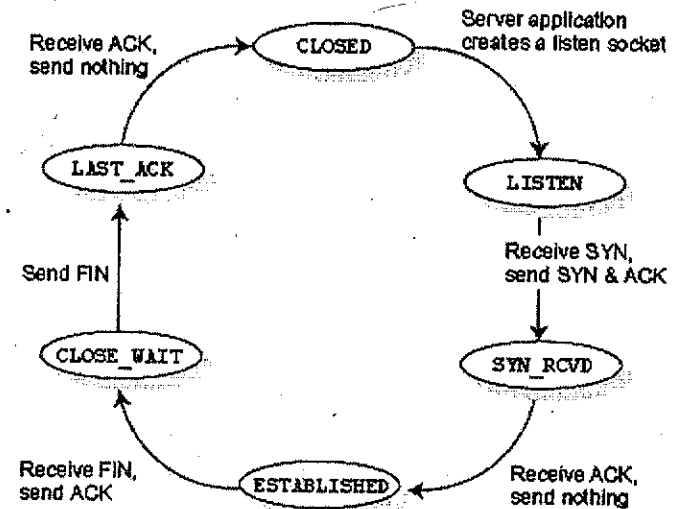 Server application
creates a listen socket
CLOSED
Receive ACK,
send nothing
LAST_ACK
LISTEN
Receive SYN,
send SYN & ACK
Send FIN
CLOSE_WAIT
SYN_RCVD
Receive FIN,
send ACK
ESTABLISHED
Receive ACK,
send nothing